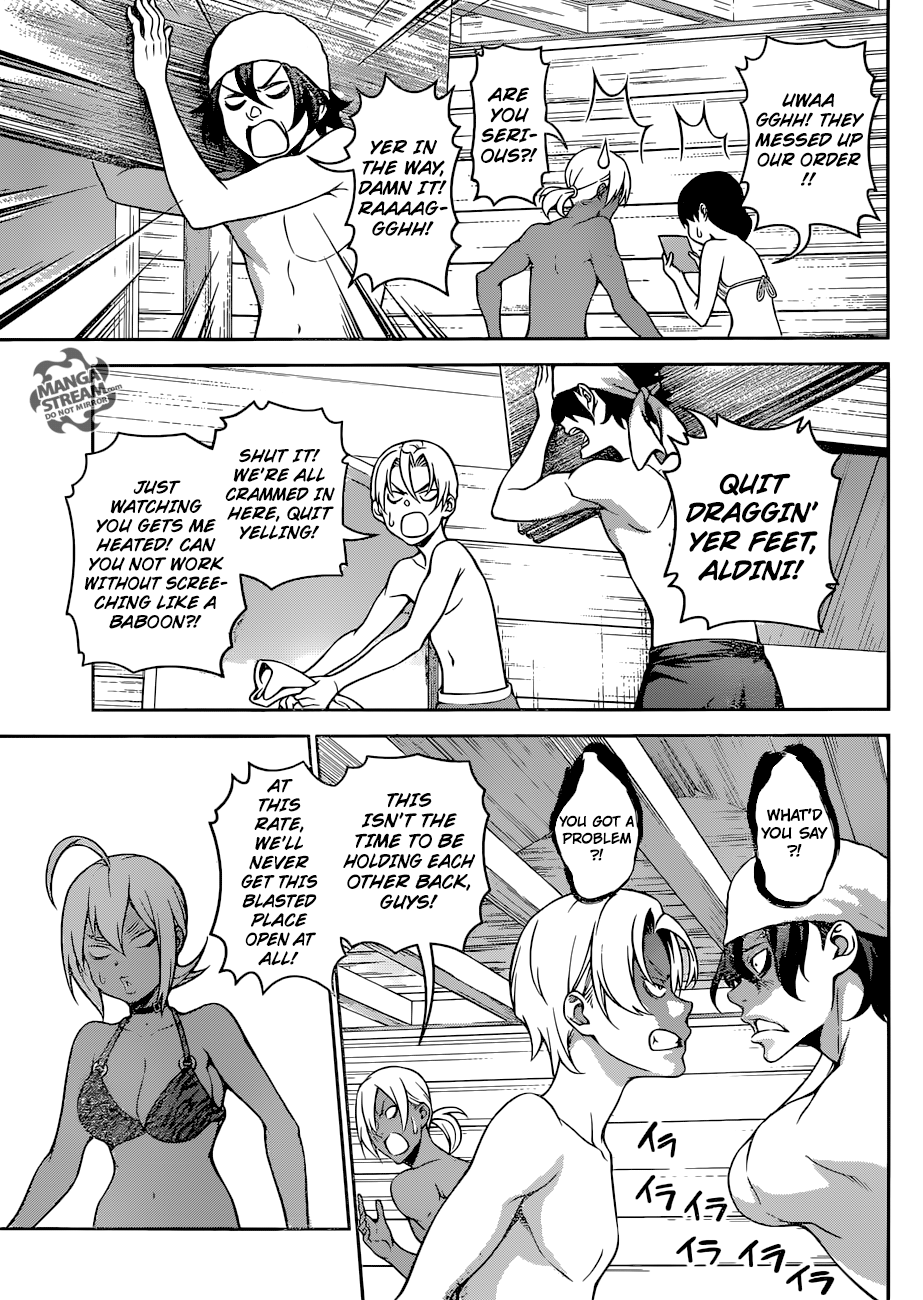 UWAA
GGHH! THEY
MESSED UP
OUR ORDER
!!
ARE
YOU
SERI-
OUS?!
YER IN
THE WAY,
DAMN IT!
RAAAAG-
GGHH!
QUIT
DRAGGIN'
YER FEET,
ALDINI!
SHUT IT!
WE'RE ALL
CRAMMED IN
HERE, QUIT
YELLING!
JUST
WATCHING
YOU GETS ME
HEATED! CAN
YOU NOT WORK
WITHOUT SCREE-
CHING LIKE A
BABOON?!
MANGA
STREAM.com
DO NOT MIRROR
WHAT'D
YOU SAY
?!
YOU GOT A
PROBLEM
?!
イラ
イラ
イラ
イラ
イラ
イラ
THIS
ISN'T THE
TIME TO BE
HOLDING EACH
OTHER BACK,
GUYS!
AT
THIS
RATE,
WE'LL
NEVER
GET THIS
BLASTED
PLACE
OPEN AT
ALL!